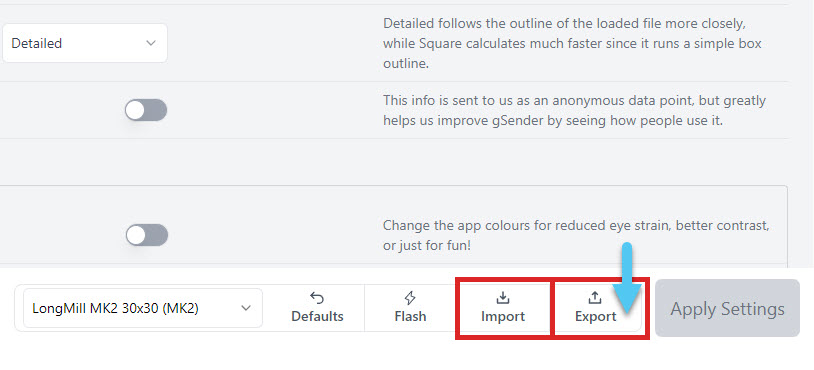 Detailed
Detailed follows the outline of the loaded file more closely,
while Square calculates much faster since it runs a simple box
outline.
This info is sent to us as an anonymous data point, but greatly
helps us improve gSender by seeing how people use it.
Change the app colours for reduced eye strain, better contrast,
or just for fun!
LongMill MK2 30x30 (MK2)
Defaults
Flash
Import
Export
Apply Settings